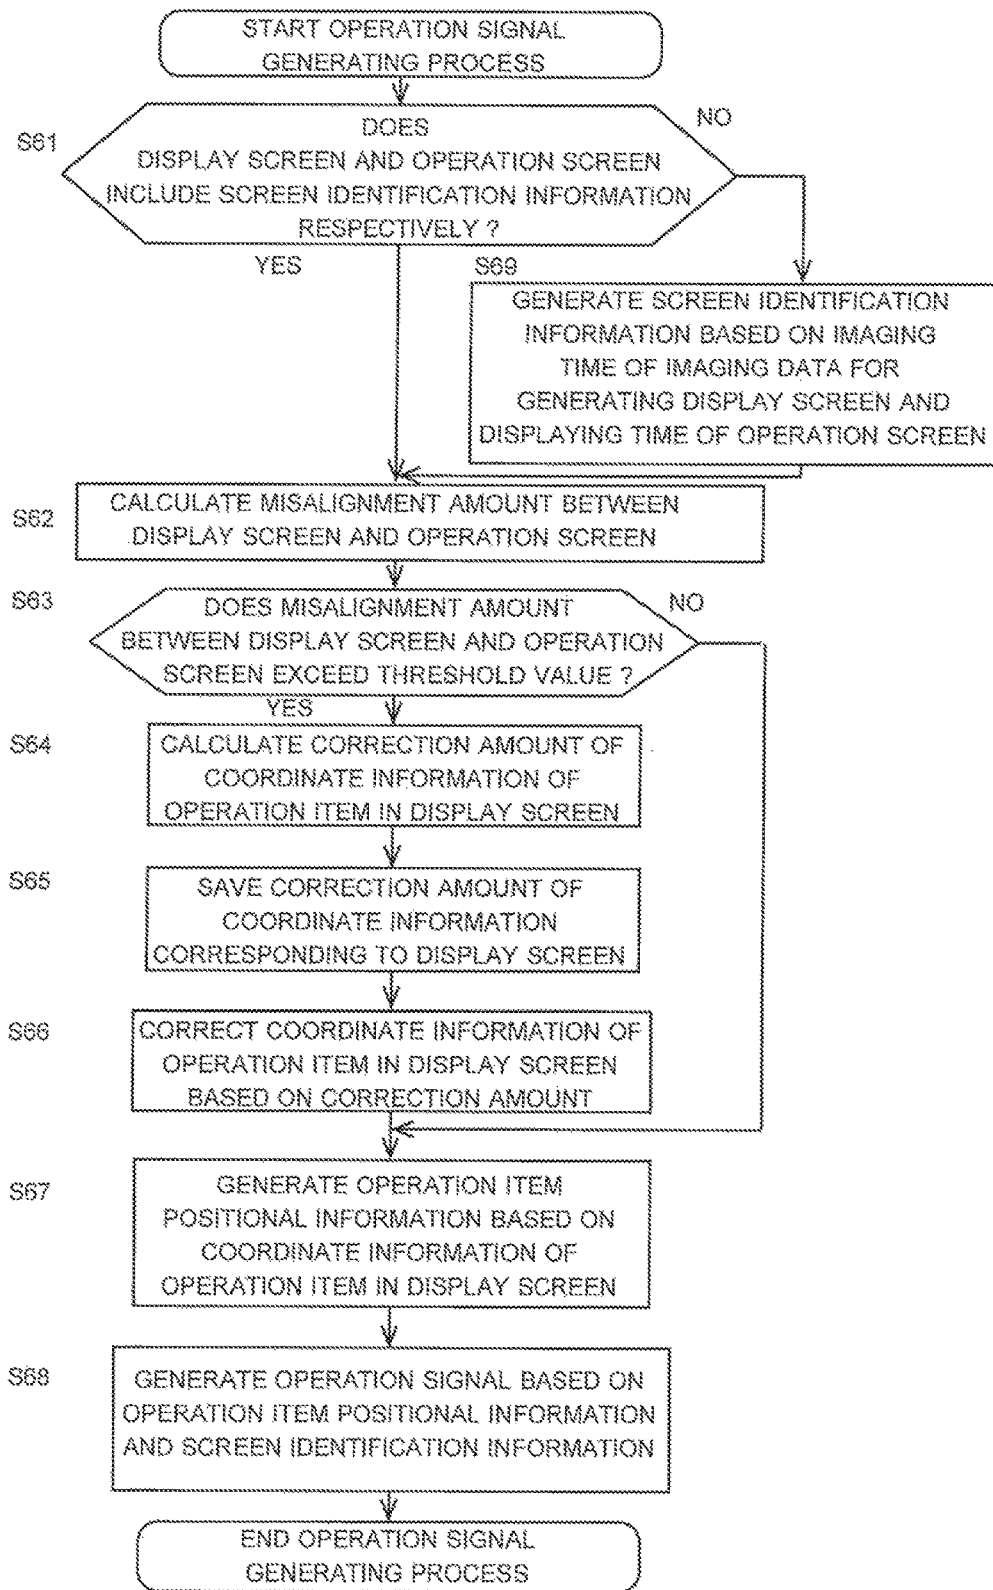 START OPERATION SIGNAL
GENERATING PROCESS
S61
DOES
DISPLAY SCREEN AND OPERATION SCREEN
INCLUDE SCREEN IDENTIFICATION INFORMATION
RESPECTIVELY ?
NO
YES
S69
GENERATE SCREEN IDENTIFICATION
INFORMATION BASED ON IMAGING
TIME OF IMAGING DATA FOR
GENERATING DISPLAY SCREEN AND
DISPLAYING TIME OF OPERATION SCREEN
S62
CALCULATE MISALIGNMENT AMOUNT BETWEEN
DISPLAY SCREEN AND OPERATION SCREEN
S63
DOES MISALIGNMENT AMOUNT
BETWEEN DISPLAY SCREEN AND OPERATION
SCREEN EXCEED THRESHOLD VALUE ?
NO
YES
S64
CALCULATE CORRECTION AMOUNT OF
COORDINATE INFORMATION OF
OPERATION ITEM IN DISPLAY SCREEN
S65
SAVE CORRECTION AMOUNT OF
COORDINATE INFORMATION
CORRESPONDING TO DISPLAY SCREEN
S66
CORRECT COORDINATE INFORMATION OF
OPERATION ITEM IN DISPLAY SCREEN
BASED ON CORRECTION AMOUNT
S67
GENERATE OPERATION ITEM
POSITIONAL INFORMATION BASED ON
COORDINATE INFORMATION OF
OPERATION ITEM IN DISPLAY SCREEN
S68
GENERATE OPERATION SIGNAL BASED ON
OPERATION ITEM POSITIONAL INFORMATION
AND SCREEN IDENTIFICATION INFORMATION
END OPERATION SIGNAL
GENERATING PROCESS